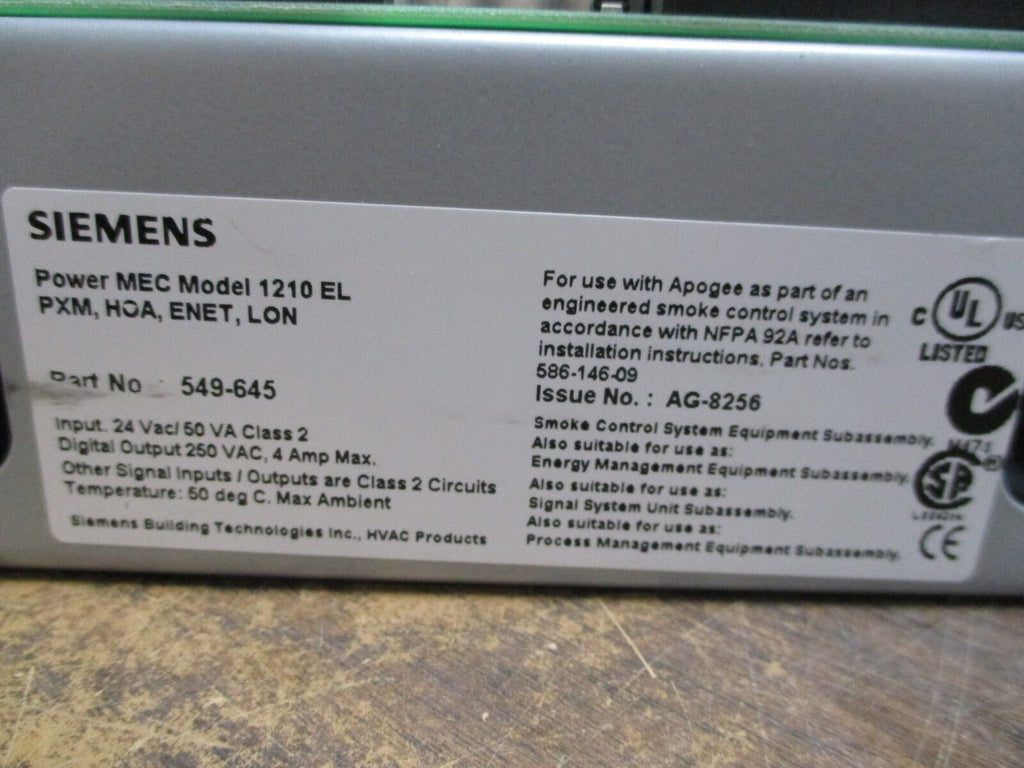 SIEMENS
Power MEC Model 1210 EL
PXM, HOA, ENET, LON
Part No : 549-645
Input. 24 Vac/ 50 VA Class 2
Digital Output 250 VAC, 4 Amp Max.
Other Signal Inputs / Outputs are Class 2 Circuits
Temperature: 50 deg C. Max Ambient
Siemens Building Technologies Inc., HVAC Products
For use with Apogee as part of an
engineered smoke control system in
accordance with NFPA 92A refer to
installation instructions. Part Nos.
586-146-09
Issue No. : AG-8256
Smoke Control System Equipment Subassembly.
Also suitable for use as:
Energy Management Equipment Subassembly.
Also suitable for use as:
Signal System Unit Subassembly.
Also suitable for use as:
Process Management Equipment Subassembly.
C UL US
LISTED
CE